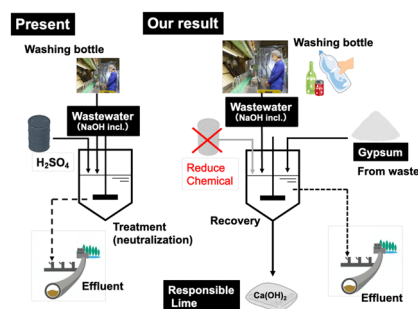 Present
Our result
Washing bottle
Washing bottle
Wastewater
(NaOH incl.)
Wastewater
(NaOH incl.)
H₂SO₄
Reduce
Chemical
Gypsum
From waste
Treatment
(neutralization)
Recovery
Effluent
Effluent
Responsible
Lime
Ca(OH)₂